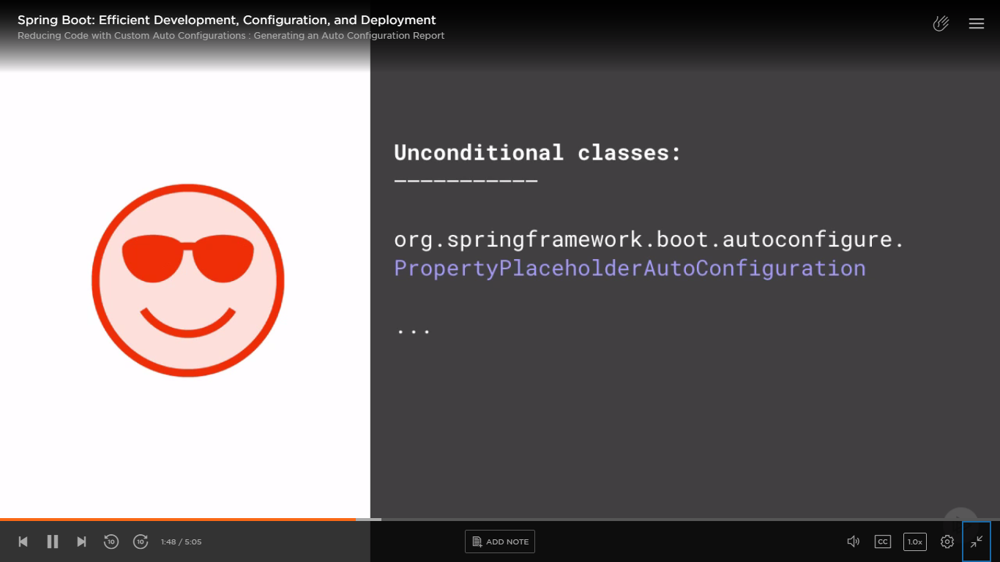 Spring Boot: Efficient Development, Configuration, and Deployment
Reducing Code with Custom Auto Configurations : Generating an Auto Configuration Report
Unconditional classes:
———————————
org.springframework.boot.autoconfigure.
PropertyPlaceholderAutoConfiguration
...
10
10
1:48 / 5:05
ADD NOTE
CC
1.0x